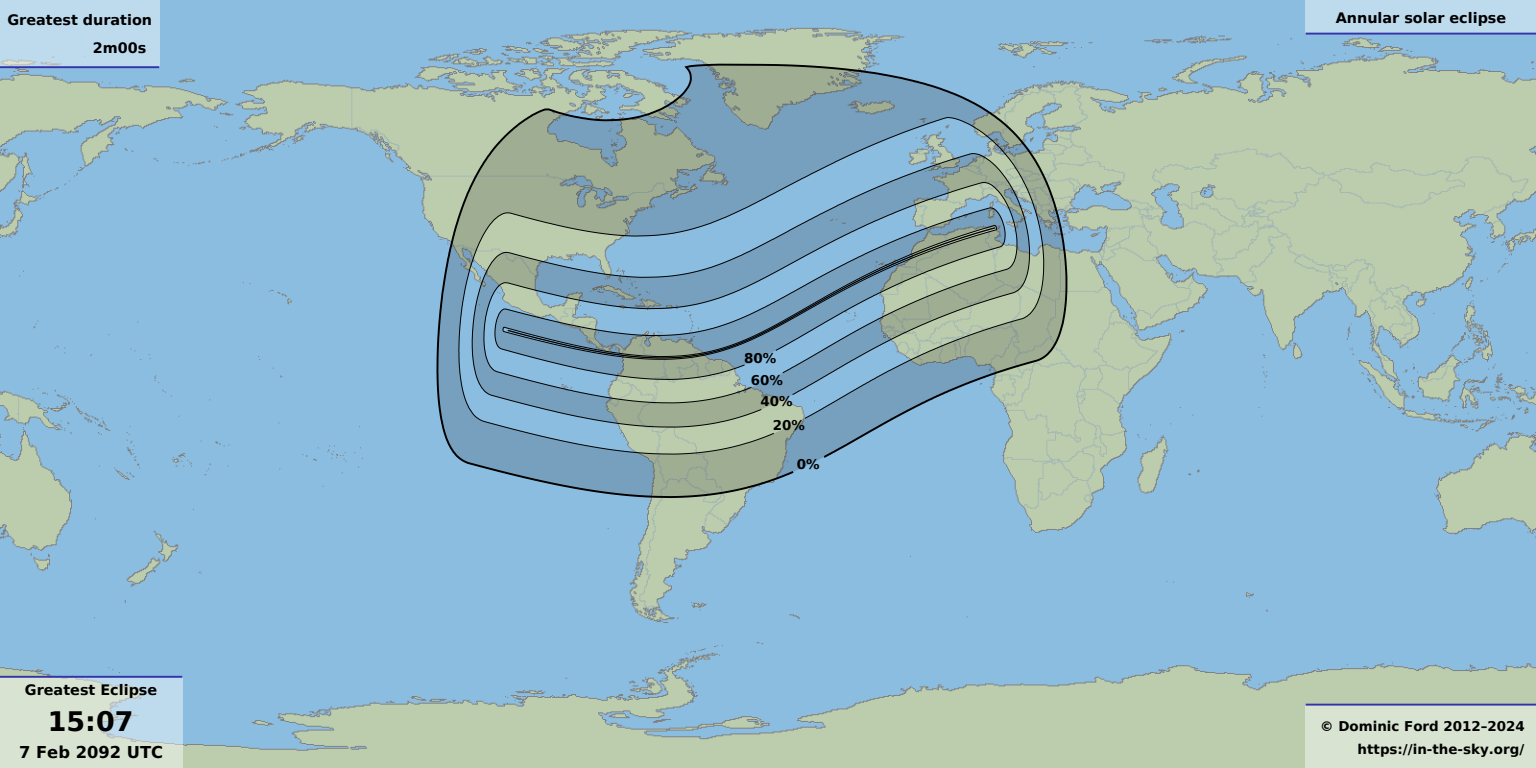 Greatest duration
2m00s
Annular solar eclipse
80%
60%
40%
20%
0%
Greatest Eclipse
15:07
7 Feb 2092 UTC
© Dominic Ford 2012–2024
https://in-the-sky.org/